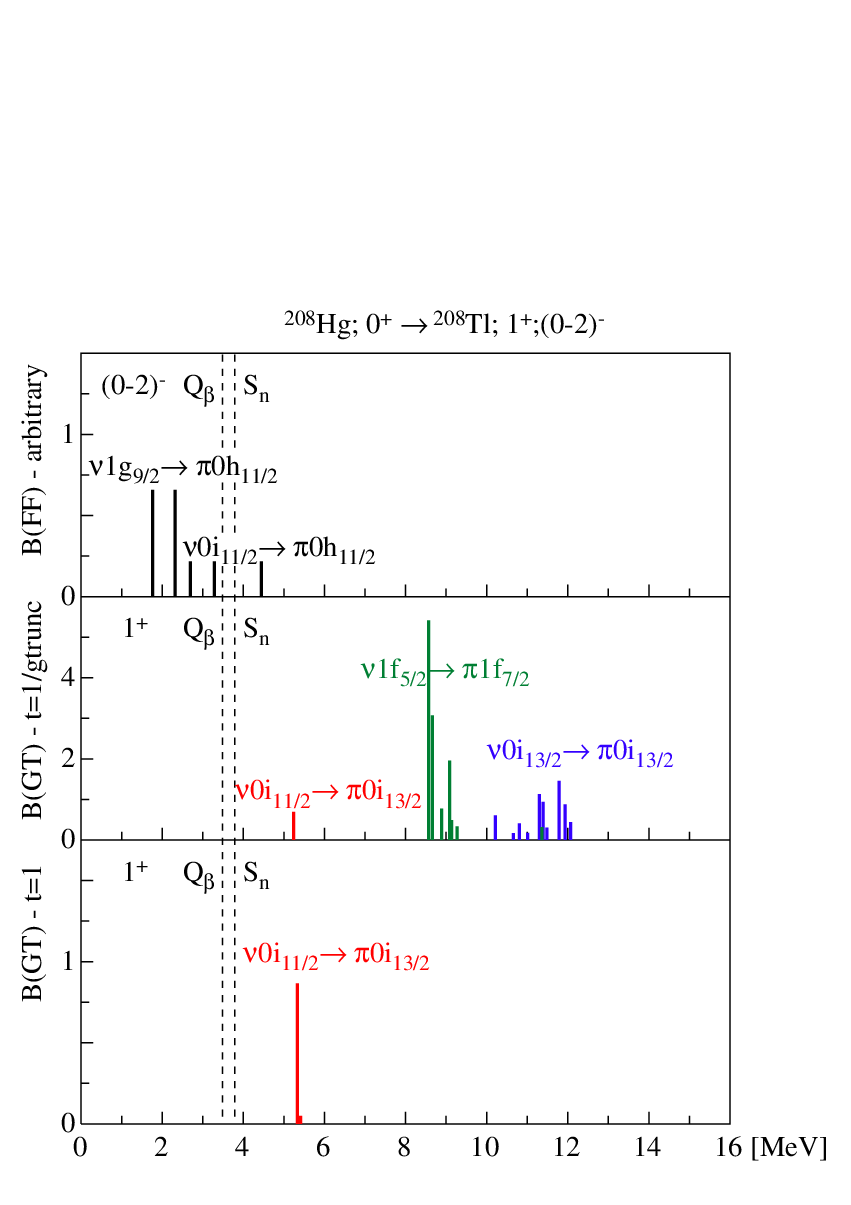 ²⁰⁸Hg; 0⁺ → ²⁰⁸Tl; 1⁺;(0-2)⁻
B(FF) - arbitrary
(0-2)⁻ Qᵦ Sₙ
1
ν1g₉/₂→ π0h₁₁/₂
ν0i₁₁/₂→ π0h₁₁/₂
0
B(GT) - t=1/gtrunc
1⁺ Qᵦ Sₙ
4
ν1f₅/₂→ π1f₇/₂
2
ν0i₁₃/₂→ π0i₁₃/₂
ν0i₁₁/₂→ π0i₁₃/₂
0
B(GT) - t=1
1⁺ Qᵦ Sₙ
1
ν0i₁₁/₂→ π0i₁₃/₂
0
0 2 4 6 8 10 12 14 16 [MeV]